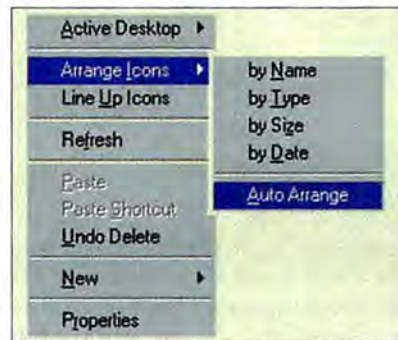 Active Desktop
Arrange Icons
Line Up Icons
Refresh
Paste
Paste Shortcut
Undo Delete
New
Properties
by Name
by Type
by Size
by Date
Auto Arrange